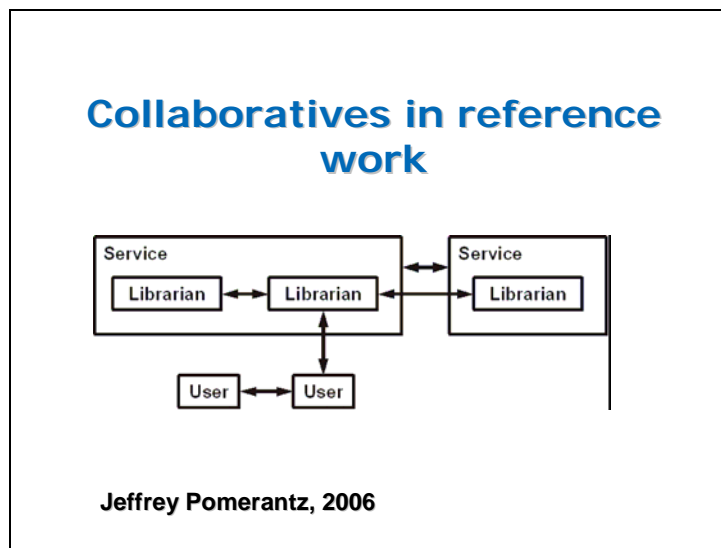 Collaboratives in reference
work
Service
Service
Librarian
Librarian
Librarian
User
User
Jeffrey Pomerantz, 2006